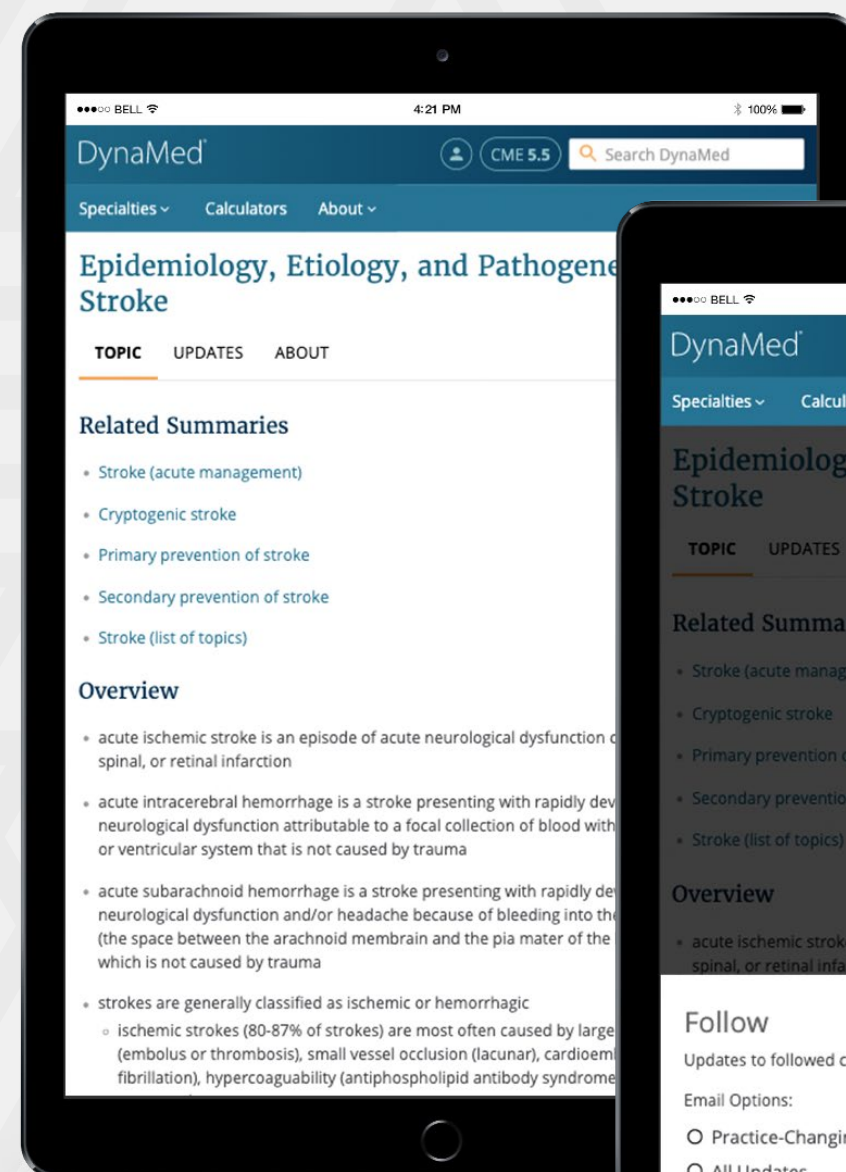 BELL
4:21 PM
100%
DynaMed
CME 5.5
Search DynaMed
Specialties
Calculators
About
Epidemiology, Etiology, and Pathogene
Stroke
TOPIC
UPDATES
ABOUT
Related Summaries
• Stroke (acute management)
• Cryptogenic stroke
• Primary prevention of stroke
• Secondary prevention of stroke
• Stroke (list of topics)
Overview
• acute ischemic stroke is an episode of acute neurological dysfunction
spinal, or retinal infarction
• acute intracerebral hemorrhage is a stroke presenting with rapidly dev
neurological dysfunction attributable to a focal collection of blood with
or ventricular system that is not caused by trauma
• acute subarachnoid hemorrhage is a stroke presenting with rapidly de
neurological dysfunction and/or headache because of bleeding into the
(the space between the arachnoid membrain and the pia mater of the
which is not caused by trauma
• strokes are generally classified as ischemic or hemorrhagic
◦ ischemic strokes (80-87% of strokes) are most often caused by large
(embolus or thrombosis), small vessel occlusion (lacunar), cardioem
fibrillation), hypercoaguability (antiphospholipid antibody syndrome
BELL
DynaMed
Specialties
Calcul
Epidemiolog
Stroke
TOPIC
UPDATES
Related Summa
• Stroke (acute manag
• Cryptogenic stroke
• Primary prevention
• Secondary preventio
• Stroke (list of topics)
Overview
• acute ischemic strok
spinal, or retinal infa
Follow
Updates to followed c
Email Options:
Practice-Changin
All Updates